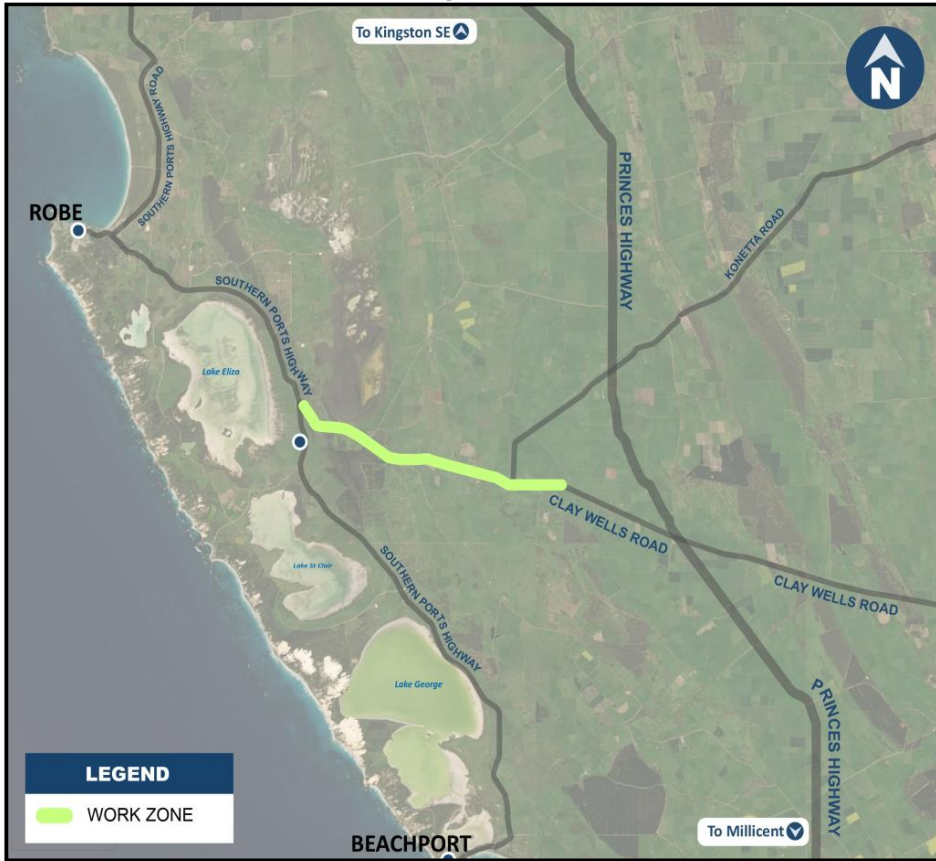 To Kingston SE
N
SOUTHERN PORTS HIGHWAY ROAD
PRINCES HIGHWAY
ROBE
KONETTA ROAD
SOUTHERN PORTS HIGHWAY
Lake Eliza
CLAY WELLS ROAD
Lake St Clair
SOUTHERN PORTS HIGHWAY
CLAY WELLS ROAD
Lake George
PRINCES HIGHWAY
LEGEND
WORK ZONE
To Millicent
BEACHPORT